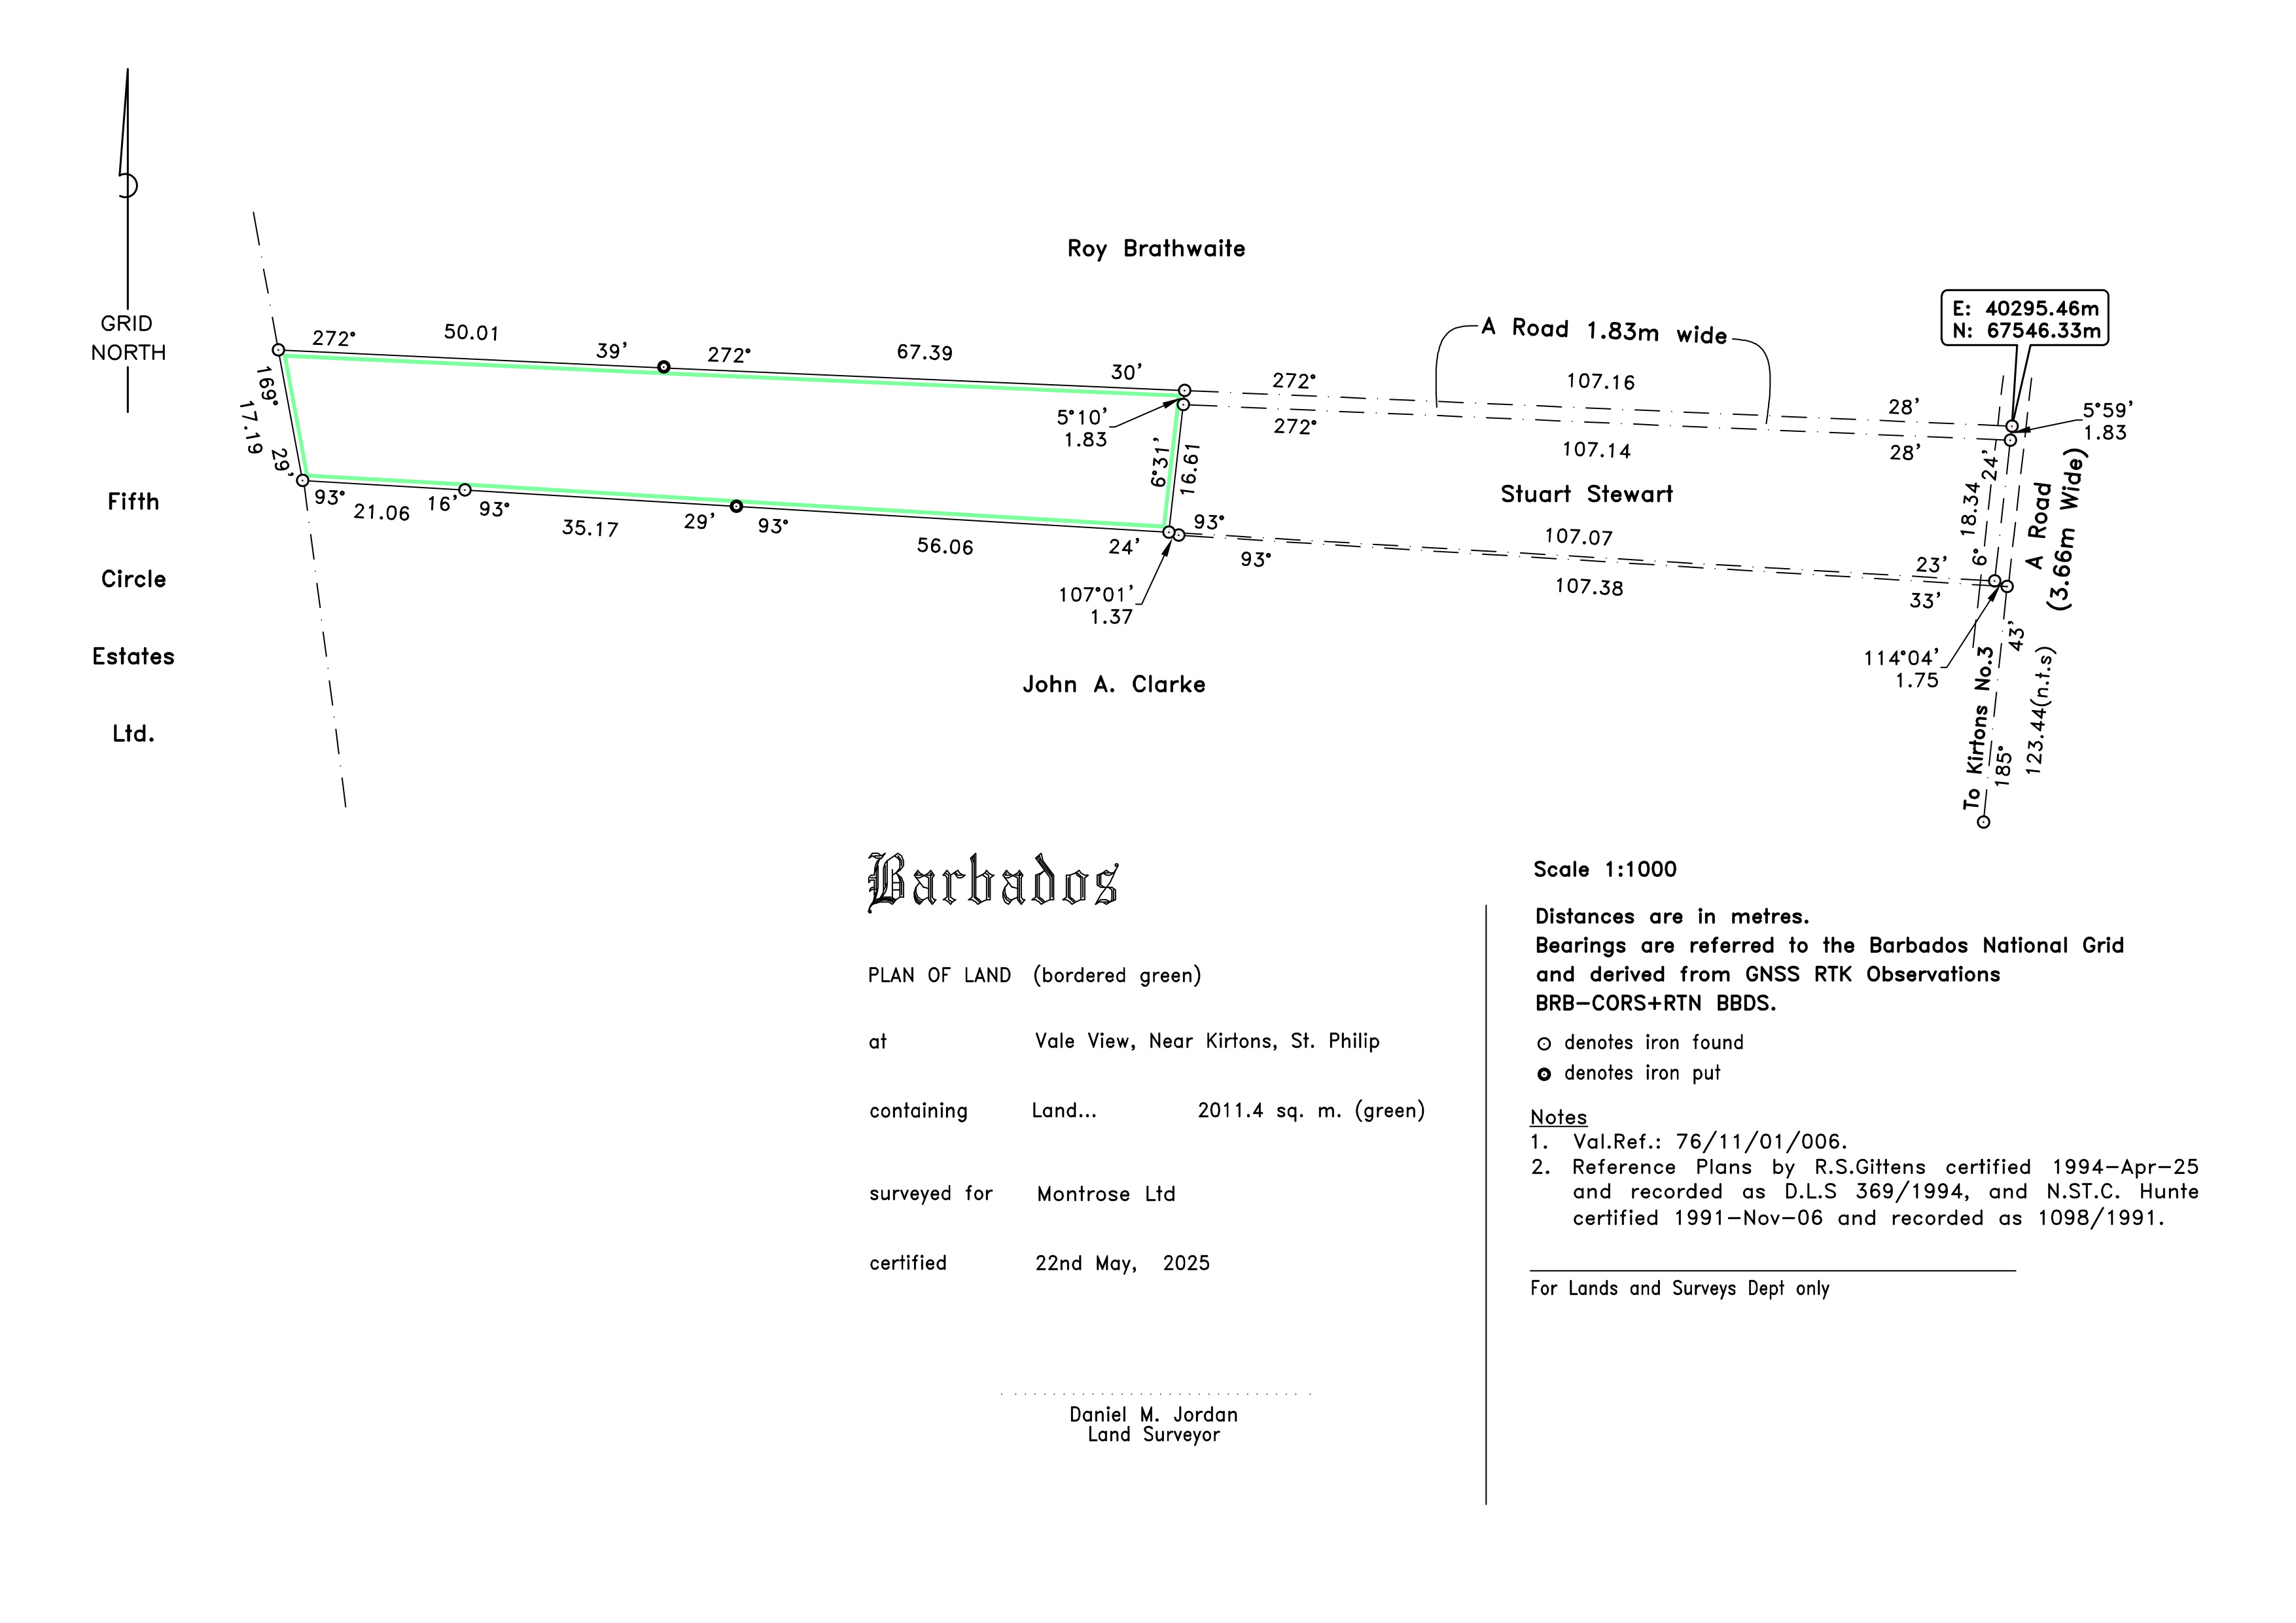 GRID
NORTH
Roy Brathwaite
A Road 1.83m wide
E: 40295.46m
N: 67546.33m
272°
50.01
39’
272°
67.39
30’
272°
107.16
28’
5°59’
1.83
5°10’
1.83
272°
107.14
28’
169°
17.19
29’
6°31’
16.61
Stuart Stewart
18.34
24’
6°
A Road
(3.66m Wide)
93°
21.06
16’
93°
35.17
29’
93°
56.06
24’
93°
107.07
23’
93°
107.38
33’
107°01’
1.37
114°04’
1.75
43’
123.44(n.t.s)
185°
To Kirtons No.3
Fifth
Circle
Estates
Ltd.
John A. Clarke
Barbados
PLAN OF LAND (bordered green)
at Vale View, Near Kirtons, St. Philip
containing Land... 2011.4 sq. m. (green)
surveyed for Montrose Ltd
certified 22nd May, 2025
Daniel M. Jordan
Land Surveyor
Scale 1:1000
Distances are in metres.
Bearings are referred to the Barbados National Grid
and derived from GNSS RTK Observations
BRB-CORS+RTN BBDS.
denotes iron found
denotes iron put
Notes
1. Val.Ref.: 76/11/01/006.
2. Reference Plans by R.S.Gittens certified 1994-Apr-25
and recorded as D.L.S 369/1994, and N.ST.C. Hunte
certified 1991-Nov-06 and recorded as 1098/1991.
For Lands and Surveys Dept only